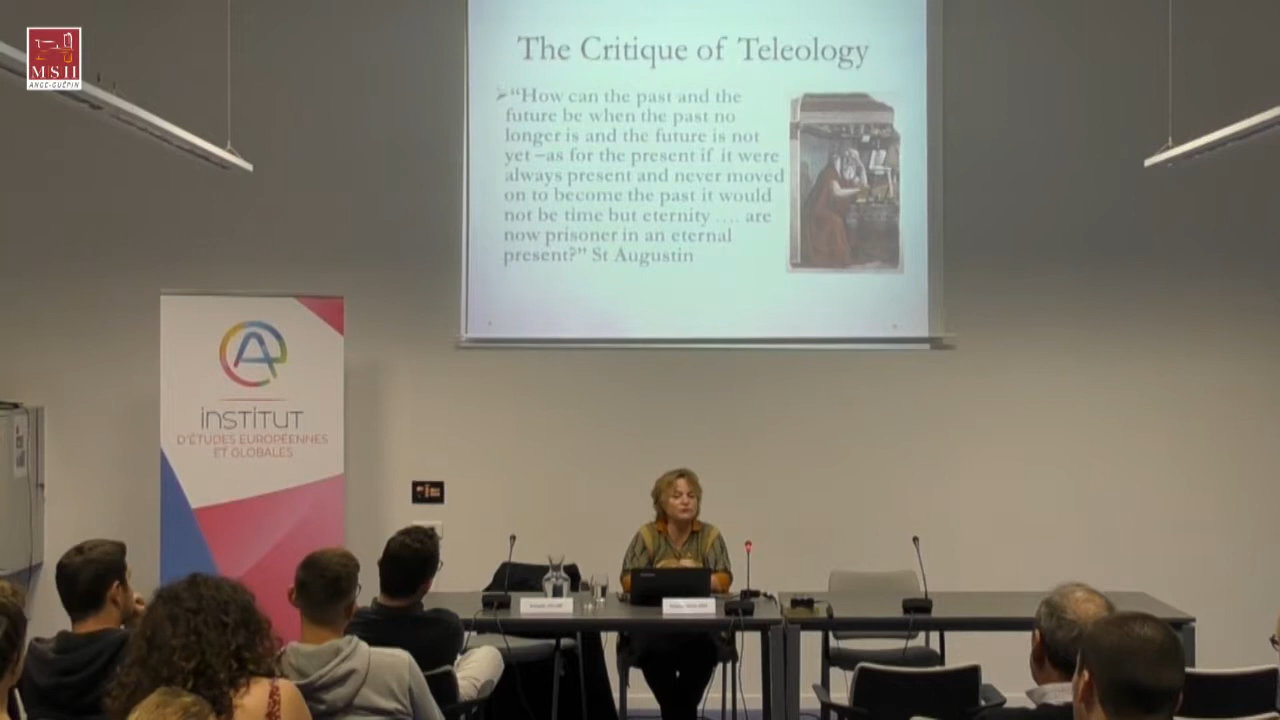 MSH
ANGE-GUÉPIN
The Critique of Teleology
“How can the past and the
future be when the past no
longer is and the future is not
yet –as for the present if it were
always present and never moved
on to become the past it would
not be time but eternity …. are
now prisoner in an eternal
present?” St Augustin
iNSTiTUT
D'ÉTUDES EUROPÉENNES
ET GLOBALES